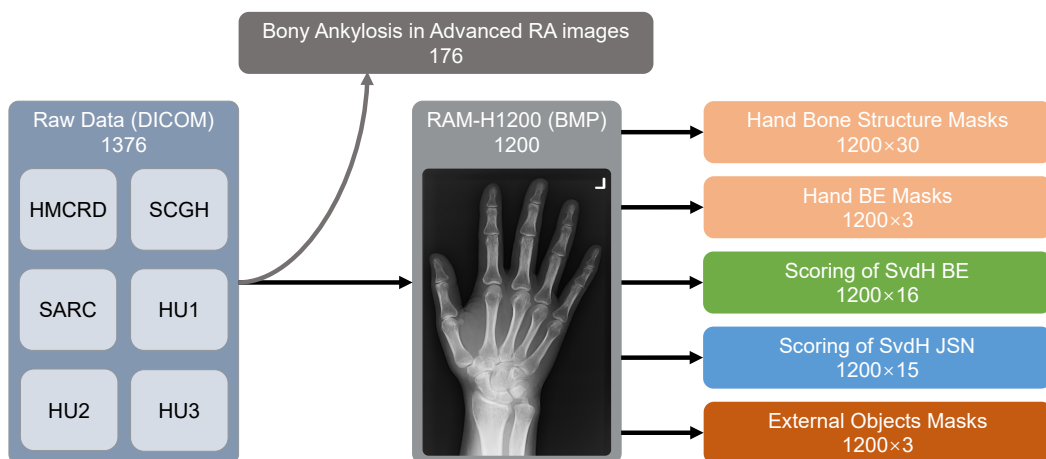 Bony Ankylosis in Advanced RA images
176
Raw Data (DICOM)
1376
HMCRD
SCGH
SARC
HU1
HU2
HU3
RAM-H1200 (BMP)
1200
L
Hand Bone Structure Masks
1200×30
Hand BE Masks
1200×3
Scoring of SvdH BE
1200×16
Scoring of SvdH JSN
1200×15
External Objects Masks
1200×3